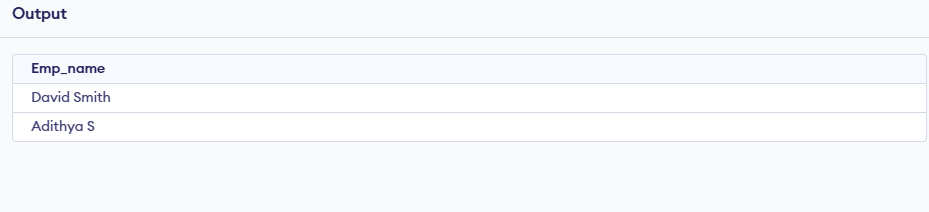 Output
Emp_name
David Smith
Adithya S